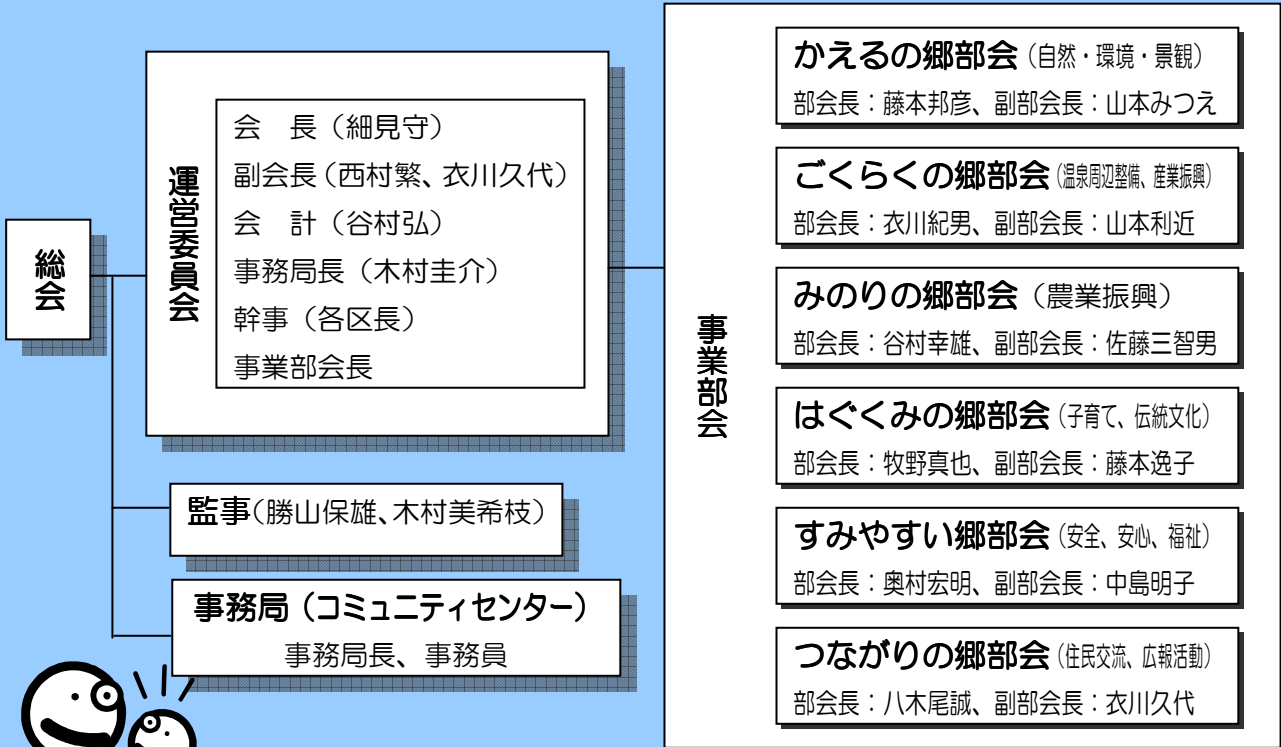 総会
運営委員会
会　長（細見守）
副会長（西村繁、衣川久代）
会　計（谷村弘）
事務局長（木村圭介）
幹事（各区長）
事業部会長
監事（勝山保雄、木村美希枝）
事務局（コミュニティセンター）
事務局長、事務員
事業部会
かえるの郷部会（自然・環境・景観）
部会長：藤本邦彦、副部会長：山本みつえ
ごくらくの郷部会（温泉周辺整備、産業振興）
部会長：衣川紀男、副部会長：山本利近
みのりの郷部会（農業振興）
部会長：谷村幸雄、副部会長：佐藤三智男
はぐくみの郷部会（子育て、伝統文化）
部会長：牧野真也、副部会長：藤本逸子
すみやすい郷部会（安全、安心、福祉）
部会長：奥村宏明、副部会長：中島明子
つながりの郷部会（住民交流、広報活動）
部会長：八木尾誠、副部会長：衣川久代